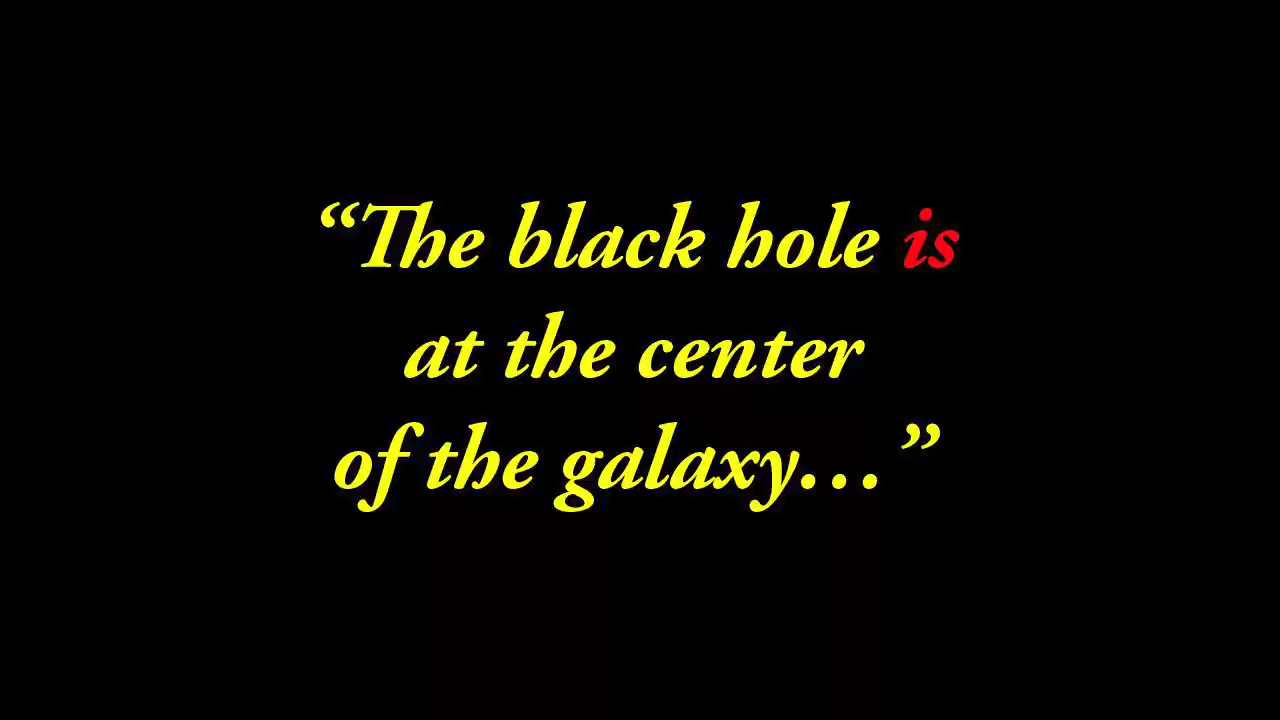 “The black hole is
at the center
of the galaxy...”